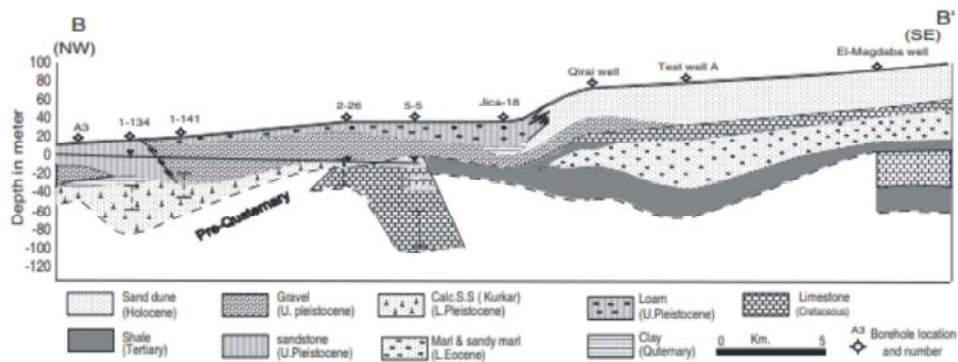 B
(NW)
B'
(SE)
El-Magdaba well
Test well A
Qirai well
Jica-18
5-5
2-26
1-141
1-134
A3
Depth in meter
100
80
60
40
20
0
-20
-40
-60
-80
-100
-120
Pre-Quaternary
Sand dune
(Holocene)
Gravel
(U. pleistocene)
Calc.S.S ( Kurkar)
(L.Pleistocene)
Loam
(U.Pleistocene)
Limestone
(Cratacous)
Shale
(Tertiary)
sandstone
(U.Pleistocene)
Marl & sandy marl
(L.Eocene)
Clay
(Quternary)
0 Km. 5
A3 Borehole location
and number